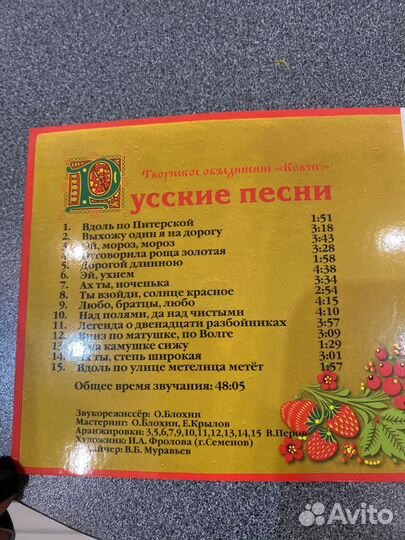 Творческое объединение «Ковчег»
Русские песни
1. Вдоль по Питерской 1:51
2. Выхожу один я на дорогу 3:18
3. Эй, мороз, мороз 3:43
4. Отговорила роща золотая 3:28
5. Дорогой длинною 1:58
6. Эй, ухнем 4:38
7. Ах ты, ноченька 3:34
8. Ты взойди, солнце красное 2:54
9. Любо, братцы, любо 4:15
10. Над полями, да над чистыми 4:10
11. Легенда о двенадцати разбойниках 3:57
12. Вниз по матушке, по Волге 3:09
13. на камушке сижу 1:29
14. Ах ты, степь широкая 3:01
15. Вдоль по улице метелица метёт 1:57
Общее время звучания: 48:05
Звукорежиссёр: О.Блохин
Мастеринг: О.Блохин, Е.Крылов
Аранжировки: 3,5,6,7,9,10,11,12,13,14,15 В.Перов
Художник: И.А. Фролова (г.Семенов)
В.Б. Муравьев
Avito